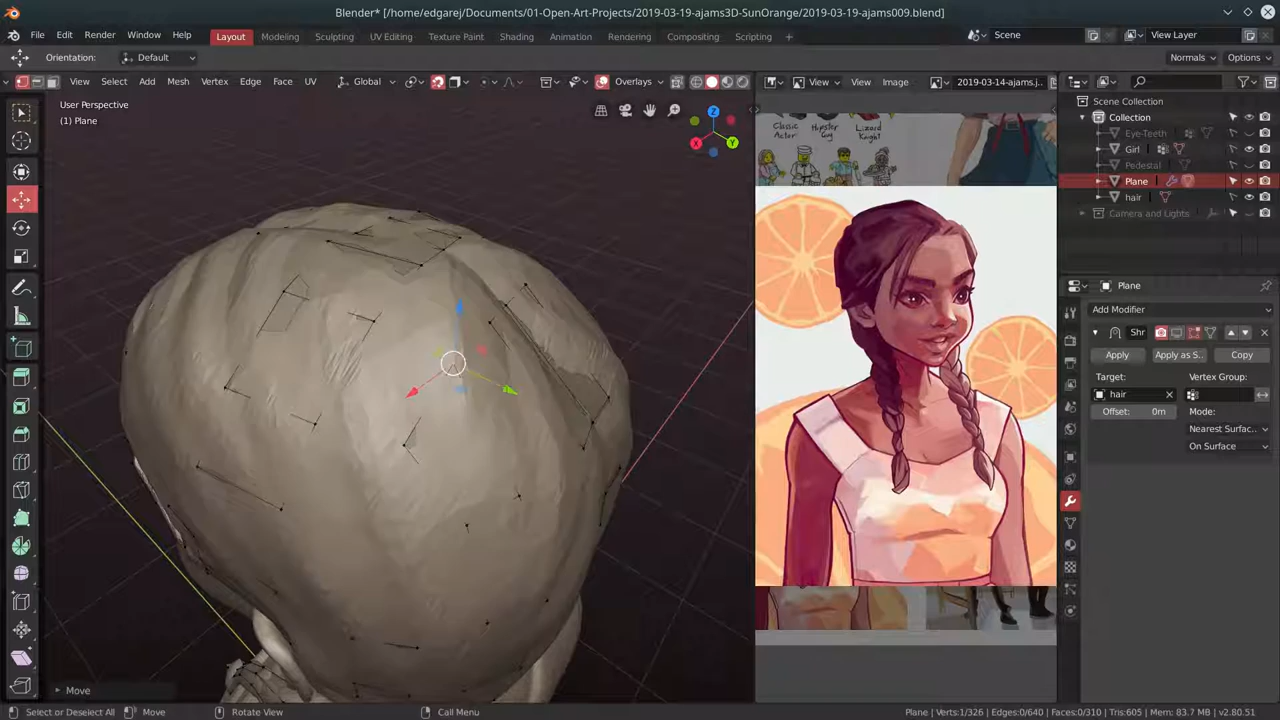 Blender* [/home/edgarej/Documents/01-Open-Art-Projects/2019-03-19-ajams3D-SunOrange/2019-03-19-ajams009.blend]
File Edit Render Window Help Layout Modeling Sculpting UV Editing Texture Paint Shading Animation Rendering Compositing Scripting + Scene View Layer
Orientation: Default Normals Options
View Select Add Mesh Vertex Edge Face UV Global Overlays View View Image 2019-03-14-ajams.j..
User Perspective
(1) Plane
Z
X
Y
Classic Actor
Hipster Guy
Lizard Knight
Scene Collection
Collection
Eye-Teeth
Girl
Pedestal
Plane
hair
Camera and Lights
Plane
Add Modifier
Shr
Apply Apply as S.. Copy
Target: Vertex Group:
hair
Offset: 0m Mode:
Nearest Surfac..
On Surface
Move
Select or Deselect All Move Rotate View Call Menu Plane | Verts:1/326 | Edges:0/640 | Faces:0/310 | Tris:605 | Mem: 83.7 MB | v2.80.51